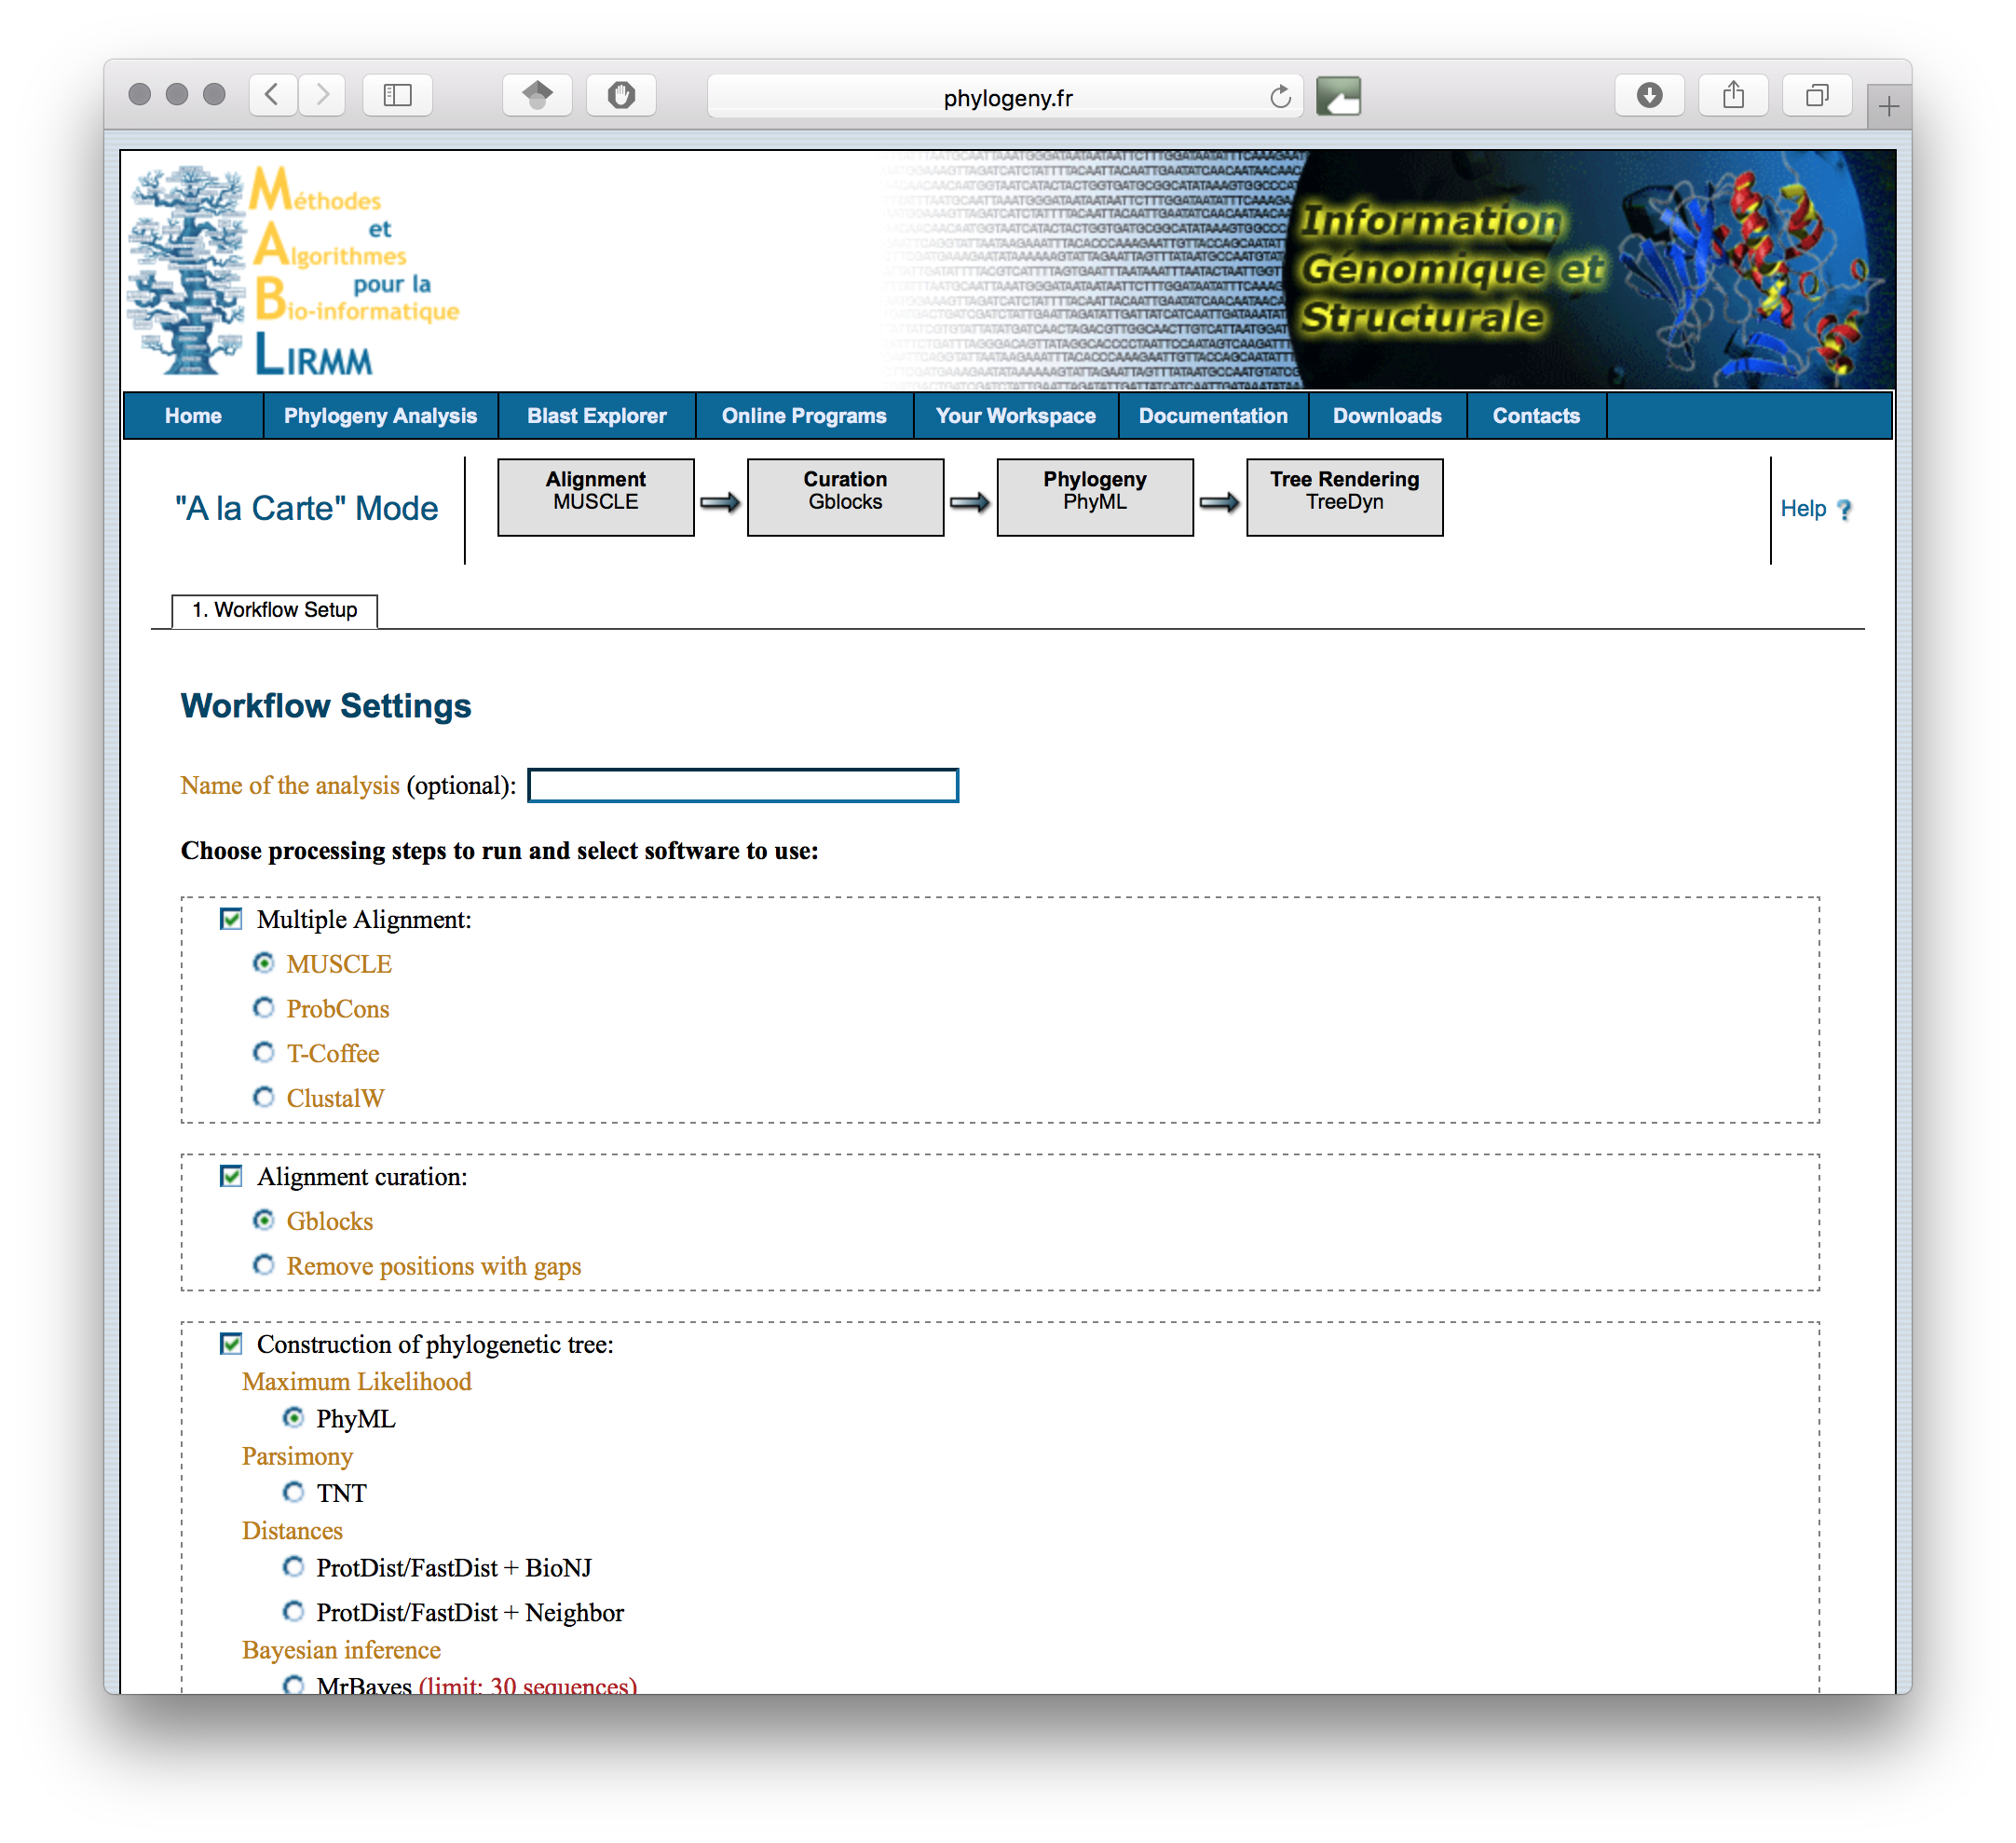 phylogeny.fr
Méthodes
et
Algorithmes
pour la
Bio-informatique
LIRMM
Information
Génomique et
Structurale
Home Phylogeny Analysis Blast Explorer Online Programs Your Workspace Documentation Downloads Contacts
"A la Carte" Mode
Alignment
MUSCLE
Curation
Gblocks
Phylogeny
PhyML
Tree Rendering
TreeDyn
Help ?
1. Workflow Setup
Workflow Settings
Name of the analysis (optional):
Choose processing steps to run and select software to use:
Multiple Alignment:
MUSCLE
ProbCons
T-Coffee
ClustalW
Alignment curation:
Gblocks
Remove positions with gaps
Construction of phylogenetic tree:
Maximum Likelihood
PhyML
Parsimony
TNT
Distances
ProtDist/FastDist + BioNJ
ProtDist/FastDist + Neighbor
Bayesian inference
MrBayes (limit: 30 sequences)